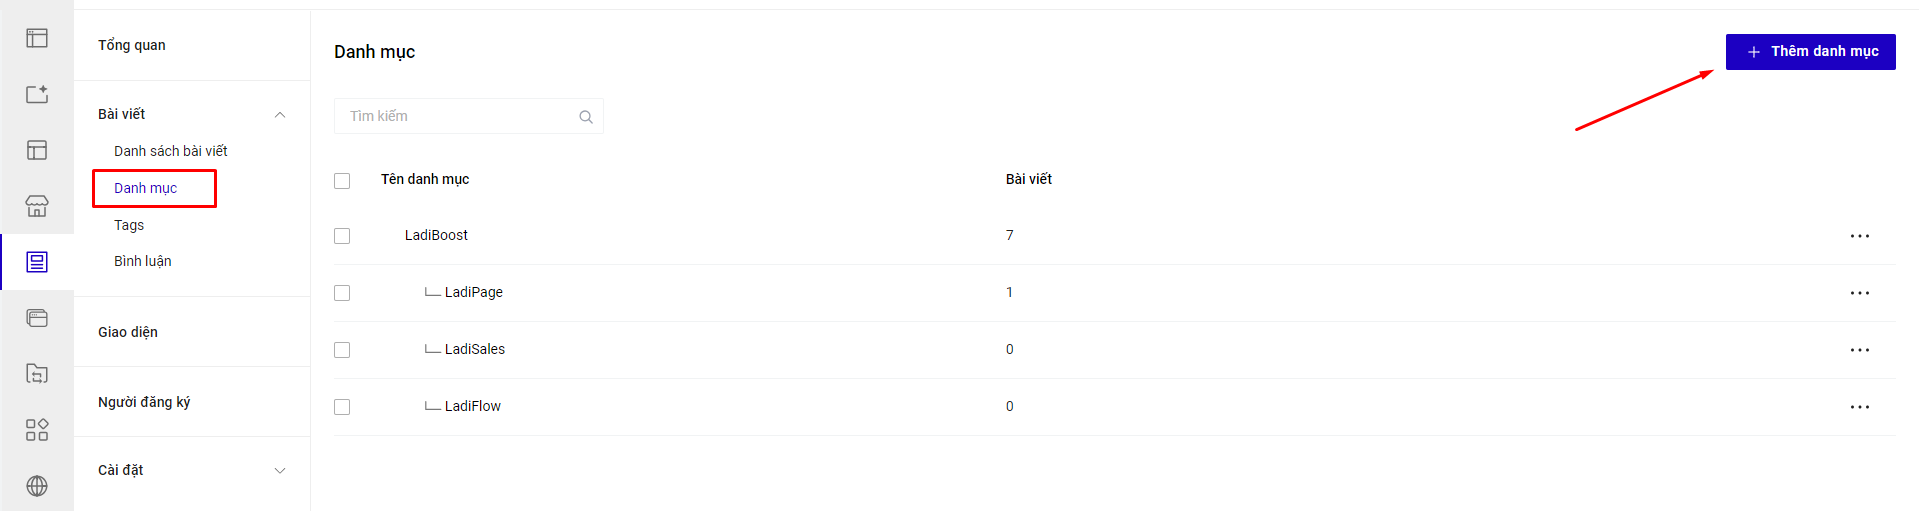 Tổng quan
Bài viết
Danh sách bài viết
Danh mục
Tags
Bình luận
Giao diện
Người đăng ký
Cài đặt
Danh mục
Thêm danh mục
Tìm kiếm
Tên danh mục Bài viết
LadiBoost 7
LadiPage 1
LadiSales 0
LadiFlow 0